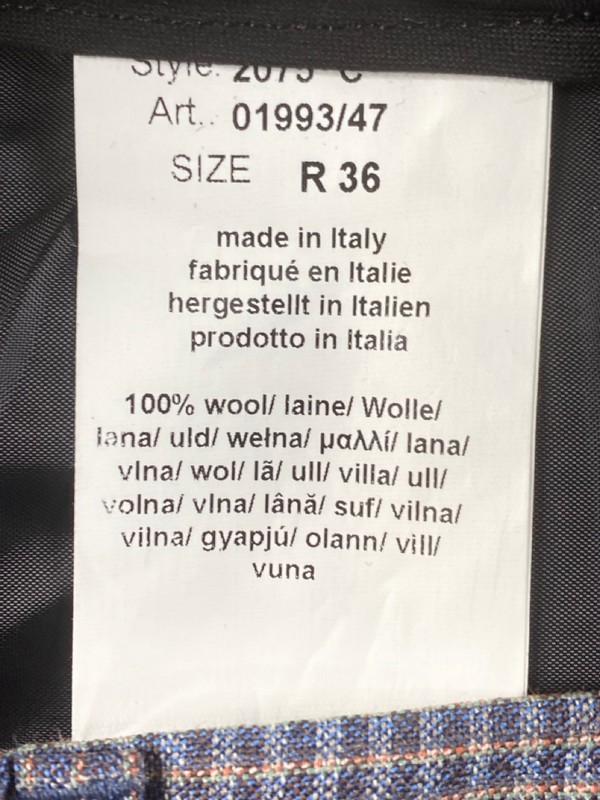 Style:
Art.. 01993/47
SIZE R 36
made in Italy
fabriqué en Italie
hergestellt in Italien
prodotto in Italia
100% wool/ laine/ Wolle/
lana/ uld/ wełna/ μαλλί/ lana/
vlna/ wol/ lã/ ull/ villa/ ull/
volna/ vlna/ lână/ suf/ vilna/
vilna/ gyapjú/ olann/ vill/
vuna